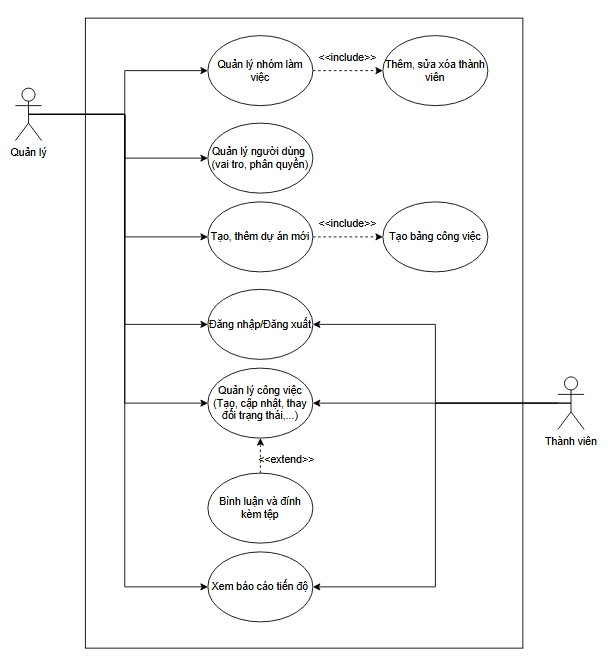 Quản lý nhóm làm
việc
<<include>>
Thêm, sửa xóa thành
viên
Quản lý
Quản lý người dùng
(vai tro, phân quyền)
Tạo, thêm dự án mới
<<include>>
Tạo bảng công việc
Đăng nhập/Đăng xuất
Quản lý công việc
(Tạo, cập nhật, thay
đổi trạng thái,...)
Thành viên
<<extend>>
Bình luận và đính
kèm tệp
Xem báo cáo tiến độ